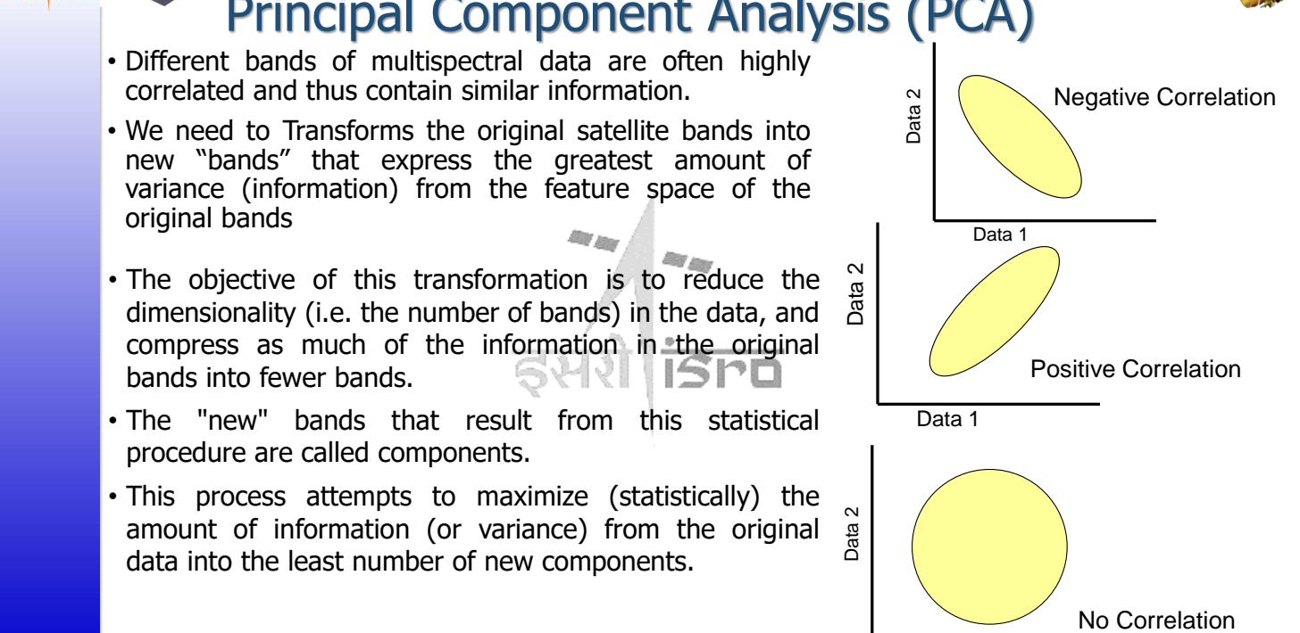 Principal Component Analysis (PCA)
• Different bands of multispectral data are often highly
correlated and thus contain similar information.
• We need to Transforms the original satellite bands into
new “bands” that express the greatest amount of
variance (information) from the feature space of the
original bands
• The objective of this transformation is to reduce the
dimensionality (i.e. the number of bands) in the data, and
compress as much of the information in the original
bands into fewer bands.
• The "new" bands that result from this statistical
procedure are called components.
• This process attempts to maximize (statistically) the
amount of information (or variance) from the original
data into the least number of new components.
इसरो isro
Data 2
Negative Correlation
Data 1
Data 2
Positive Correlation
Data 1
Data 2
No Correlation